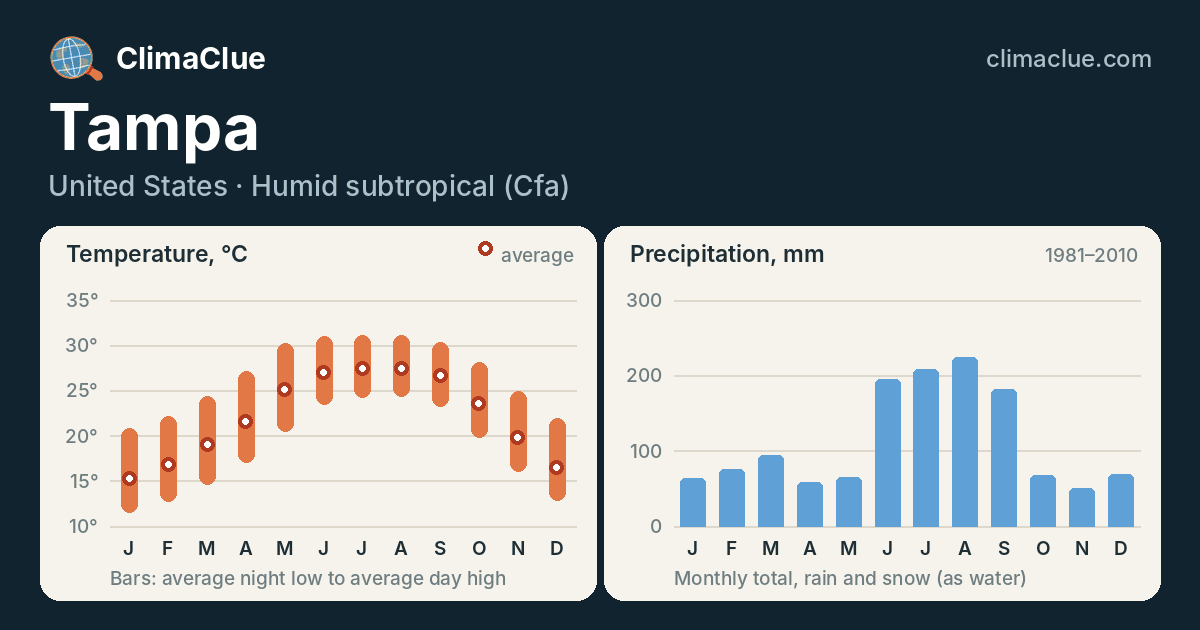 ClimaClue
climaclue.com
Tampa
United States · Humid subtropical (Cfa)
Temperature, °C
average
35°
30°
25°
20°
15°
10°
J F M A M J J A S O N D
Bars: average night low to average day high
Precipitation, mm
1981–2010
300
200
100
0
J F M A M J J A S O N D
Monthly total, rain and snow (as water)